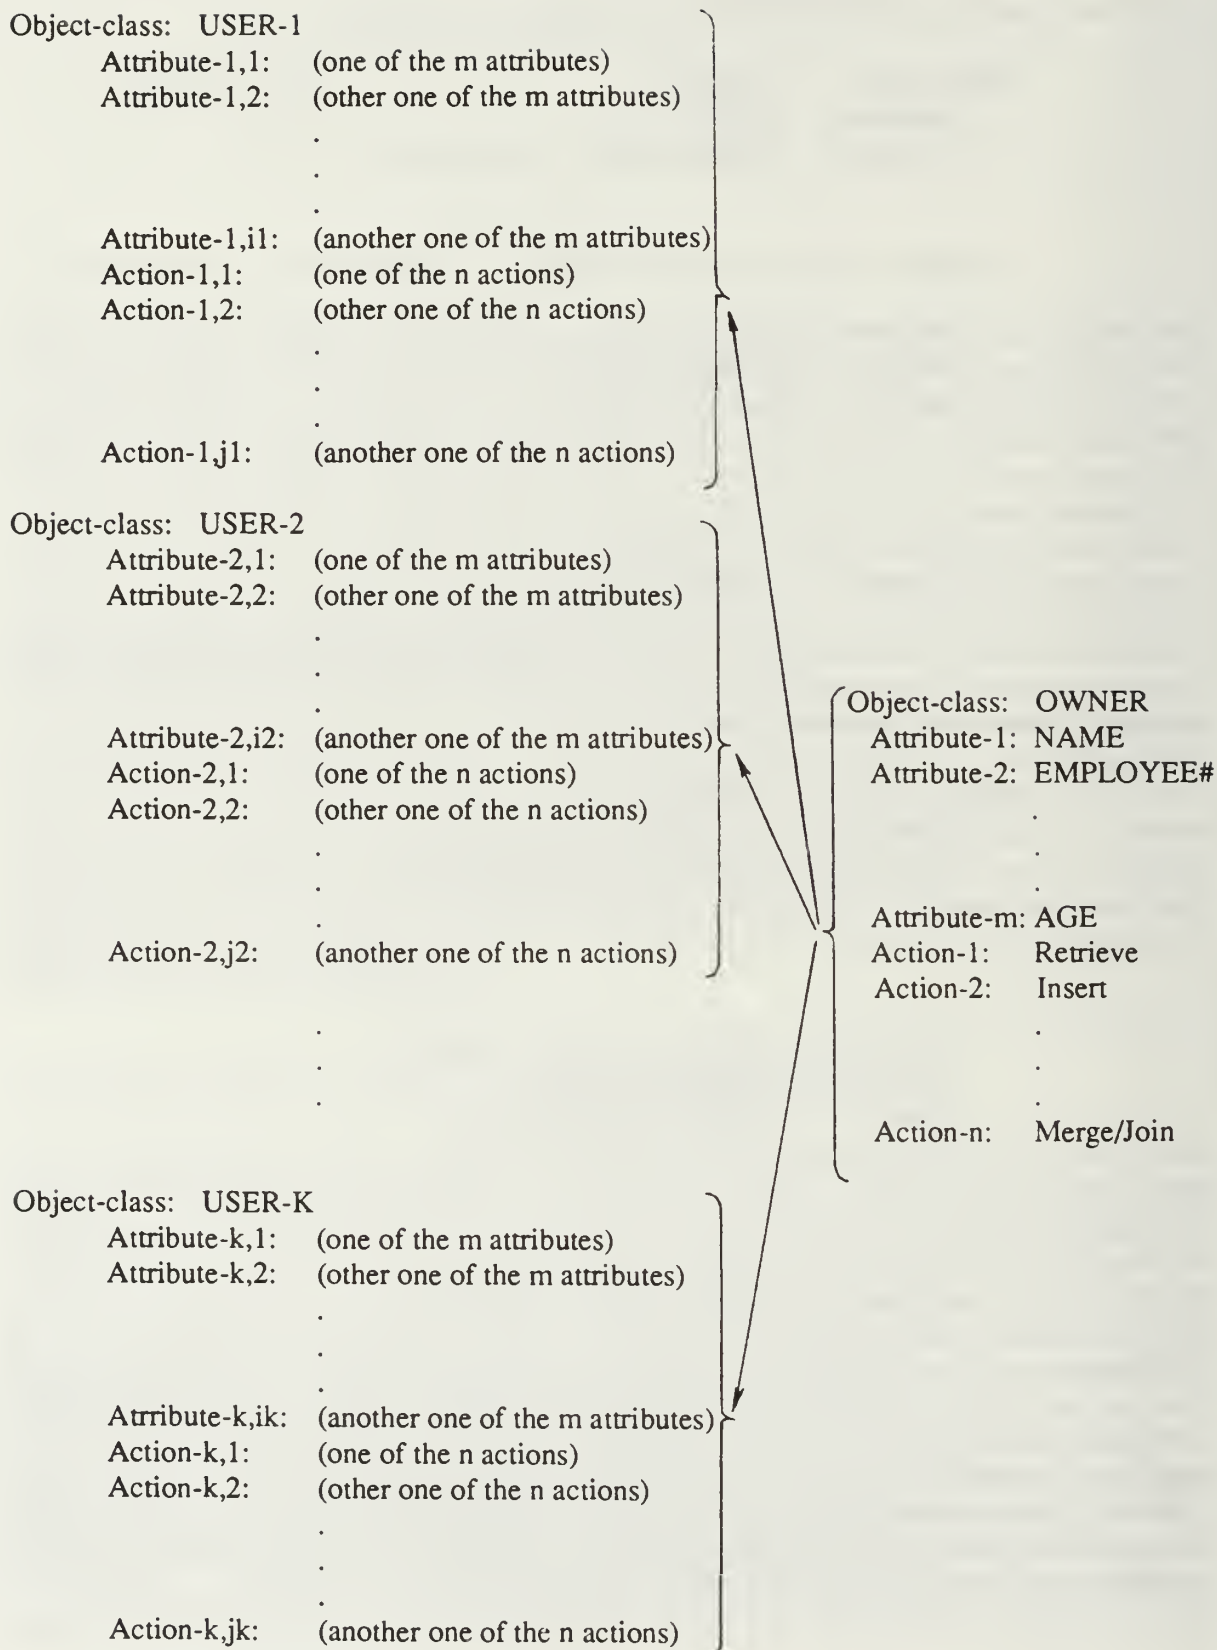 Object-class: USER-1
Attribute-1,1: (one of the m attributes)
Attribute-1,2: (other one of the m attributes)
.
.
.
Attribute-1,i1: (another one of the m attributes)
Action-1,1: (one of the n actions)
Action-1,2: (other one of the n actions)
.
.
.
Action-1,j1: (another one of the n actions)
Object-class: USER-2
Attribute-2,1: (one of the m attributes)
Attribute-2,2: (other one of the m attributes)
.
.
.
Attribute-2,i2: (another one of the m attributes)
Action-2,1: (one of the n actions)
Action-2,2: (other one of the n actions)
.
.
.
Action-2,j2: (another one of the n actions)
.
.
.
Object-class: USER-K
Attribute-k,1: (one of the m attributes)
Attribute-k,2: (other one of the m attributes)
.
.
.
Attribute-k,ik: (another one of the m attributes)
Action-k,1: (one of the n actions)
Action-k,2: (other one of the n actions)
.
.
.
Action-k,jk: (another one of the n actions)
Object-class: OWNER
Attribute-1: NAME
Attribute-2: EMPLOYEE#
.
.
.
Attribute-m: AGE
Action-1: Retrieve
Action-2: Insert
.
.
.
Action-n: Merge/Join